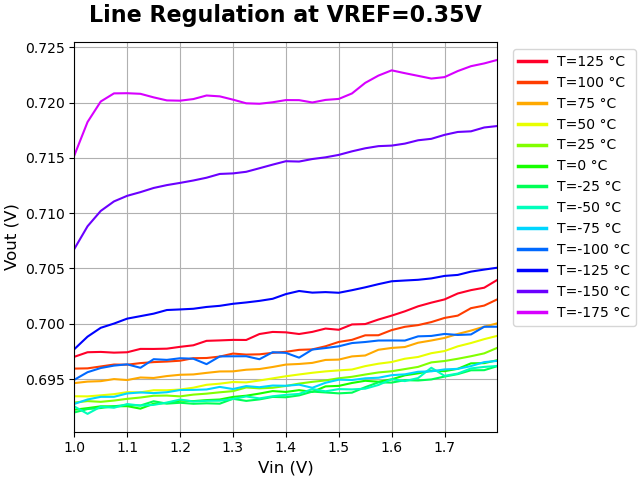 Line Regulation at VREF=0.35V
Vout (V)
0.725
0.720
0.715
0.710
0.705
0.700
0.695
1.0 1.1 1.2 1.3 1.4 1.5 1.6 1.7
Vin (V)
T=125 °C
T=100 °C
T=75 °C
T=50 °C
T=25 °C
T=0 °C
T=-25 °C
T=-50 °C
T=-75 °C
T=-100 °C
T=-125 °C
T=-150 °C
T=-175 °C